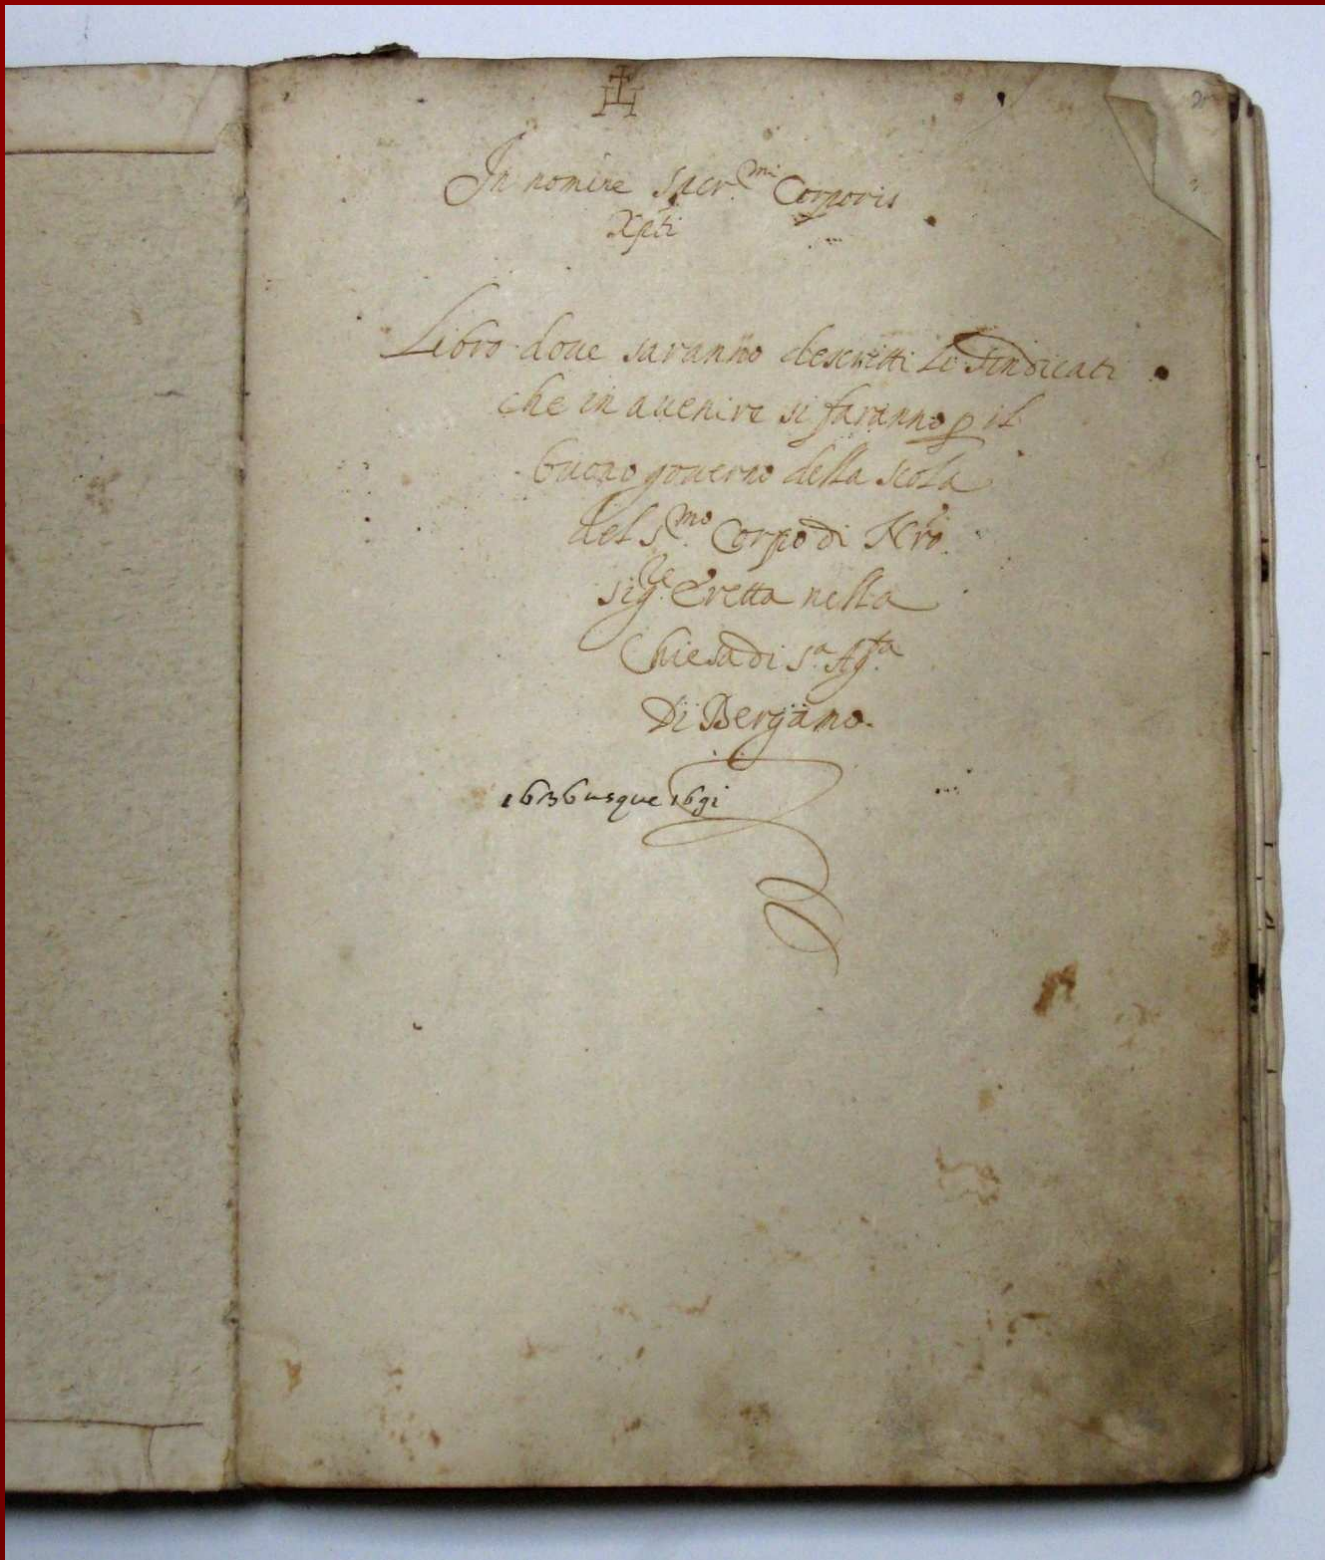 In nomine Sacr.mi Corporis
Xpti
Libro doue saranno descritti li sindicati
che in auenire si faranno p il
buono gouerno della scola
del S.mo Corpo di Nro.
Sig.re Eretta nella
Chiesa di S.a Ag.ta
Di Bergamo.
1636 usque 1691